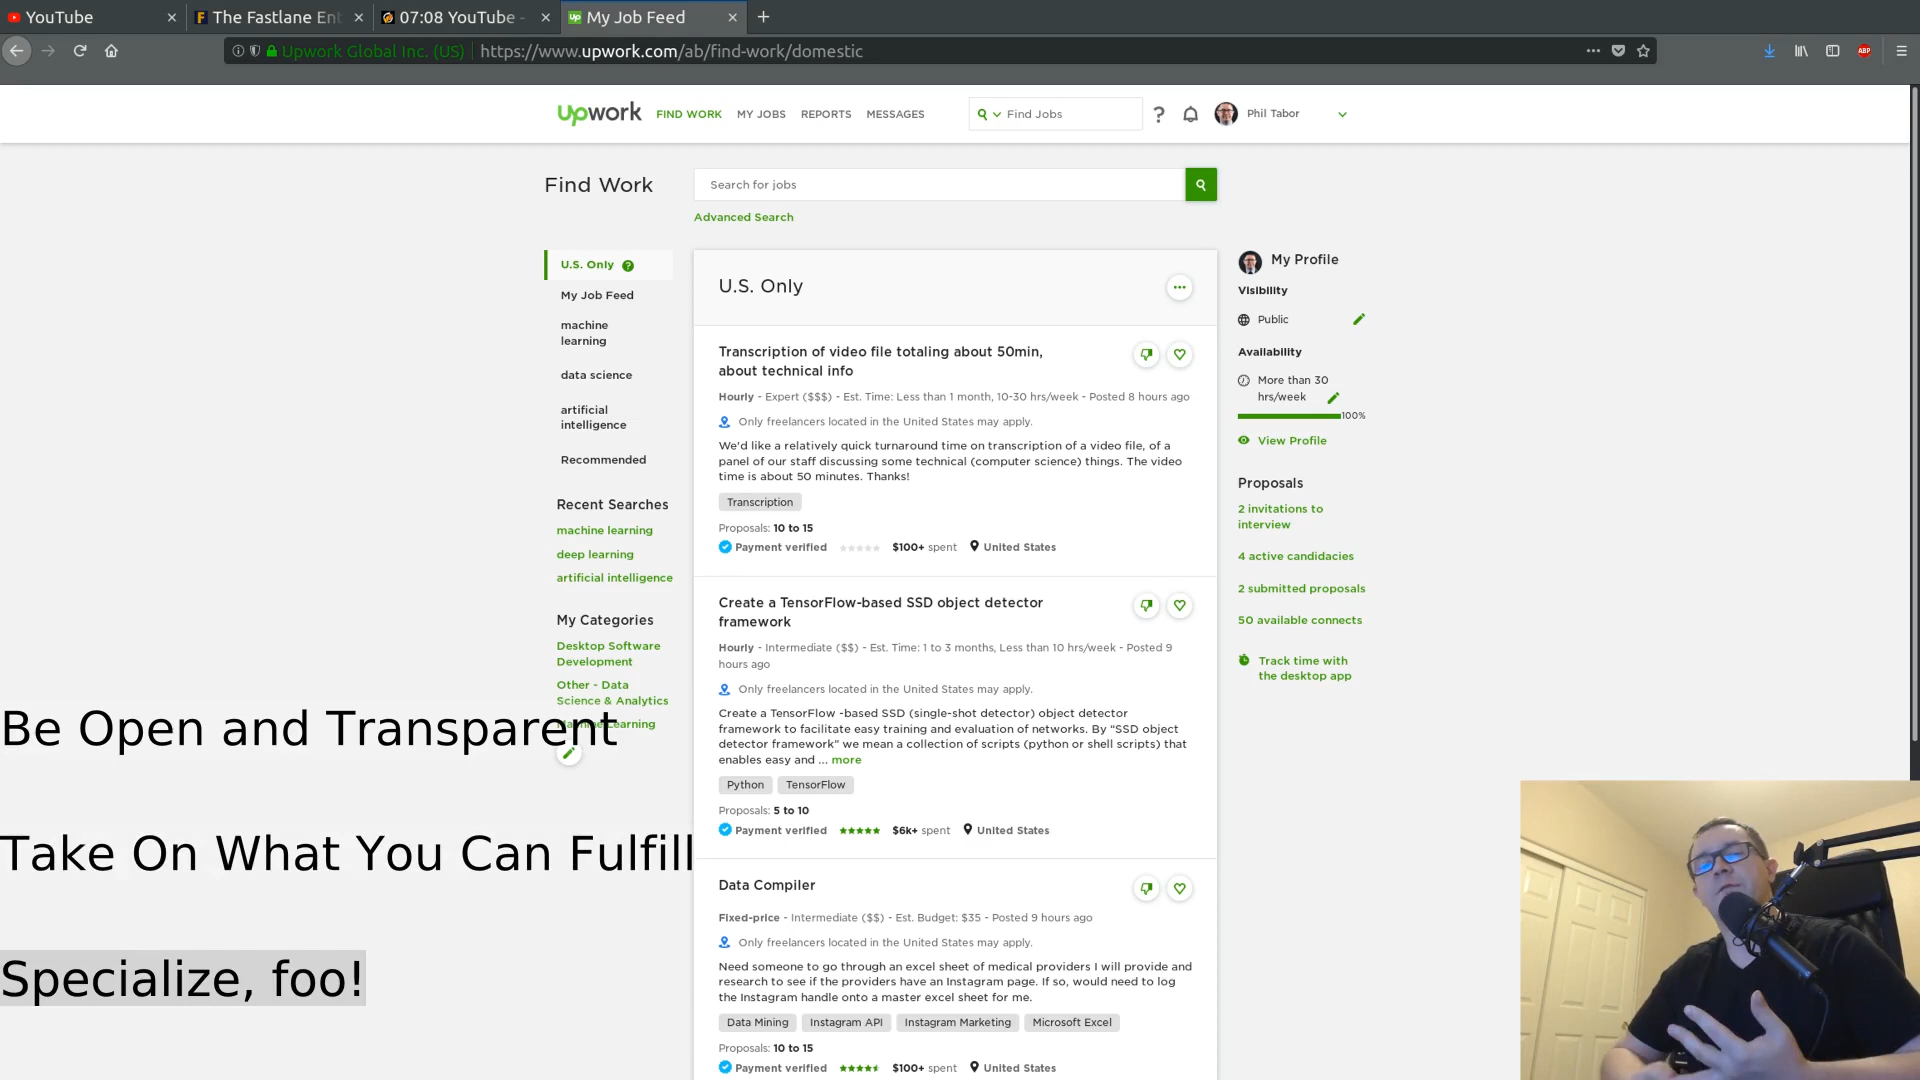 YouTube
The Fastlane Ent
07:08 YouTube -
My Job Feed
Upwork Global Inc. (US)
https://www.upwork.com/ab/find-work/domestic
ABP
upwork
FIND WORK
MY JOBS
REPORTS
MESSAGES
Find Jobs
?
Phil Tabor
Find Work
Search for jobs
Advanced Search
U.S. Only ?
My Job Feed
machine
learning
data science
artificial
intelligence
Recommended
Recent Searches
machine learning
deep learning
artificial intelligence
My Categories
Desktop Software
Development
Other - Data
Science & Analytics
Machine Learning
Be Open and Transparent
Take On What You Can Fulfill
Specialize, foo!
U.S. Only
Transcription of video file totaling about 50min,
about technical info
Hourly - Expert ($$$) - Est. Time: Less than 1 month, 10-30 hrs/week - Posted 8 hours ago
Only freelancers located in the United States may apply.
We'd like a relatively quick turnaround time on transcription of a video file, of a
panel of our staff discussing some technical (computer science) things. The video
time is about 50 minutes. Thanks!
Transcription
Proposals: 10 to 15
Payment verified $100+ spent United States
Create a TensorFlow-based SSD object detector
framework
Hourly - Intermediate ($$) - Est. Time: 1 to 3 months, Less than 10 hrs/week - Posted 9
hours ago
Only freelancers located in the United States may apply.
Create a TensorFlow -based SSD (single-shot detector) object detector
framework to facilitate easy training and evaluation of networks. By “SSD object
detector framework” we mean a collection of scripts (python or shell scripts) that
enables easy and ... more
Python TensorFlow
Proposals: 5 to 10
Payment verified $6k+ spent United States
Data Compiler
Fixed-price - Intermediate ($$) - Est. Budget: $35 - Posted 9 hours ago
Only freelancers located in the United States may apply.
Need someone to go through an excel sheet of medical providers I will provide and
research to see if the providers have an Instagram page. If so, would need to log
the Instagram handle onto a master excel sheet for me.
Data Mining Instagram API Instagram Marketing Microsoft Excel
Proposals: 10 to 15
Payment verified $100+ spent United States
My Profile
Visibility
Public
Availability
More than 30
hrs/week
100%
View Profile
Proposals
2 invitations to
interview
4 active candidacies
2 submitted proposals
50 available connects
Track time with
the desktop app